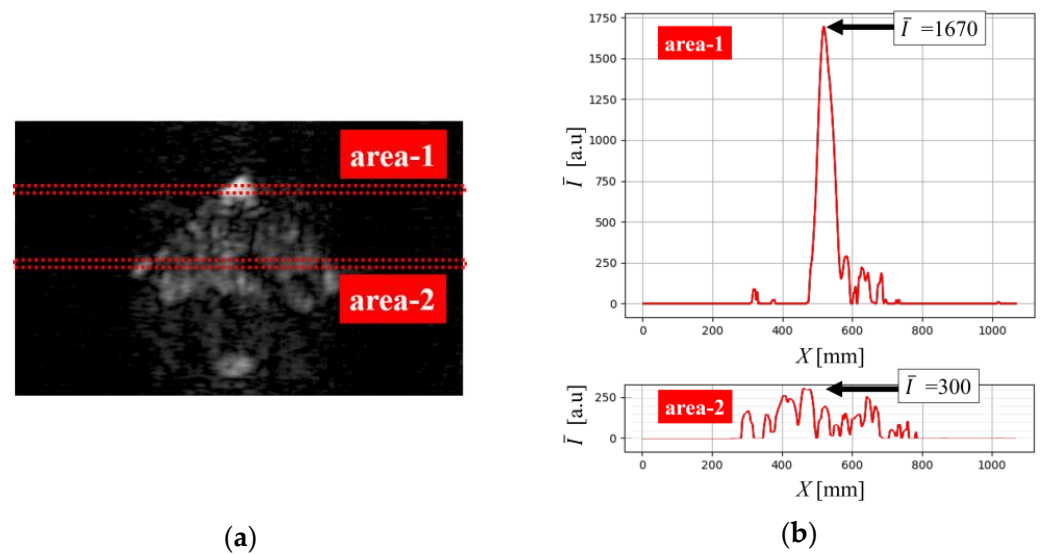 area-1
area-2
(a)
1750
1500
1250
1000
750
500
250
0
0 200 400 600 800 1000
Ī [a.u]
X [mm]
area-1
Ī =1670
250
0
0 200 400 600 800 1000
Ī [a.u]
X [mm]
area-2
Ī =300
(b)